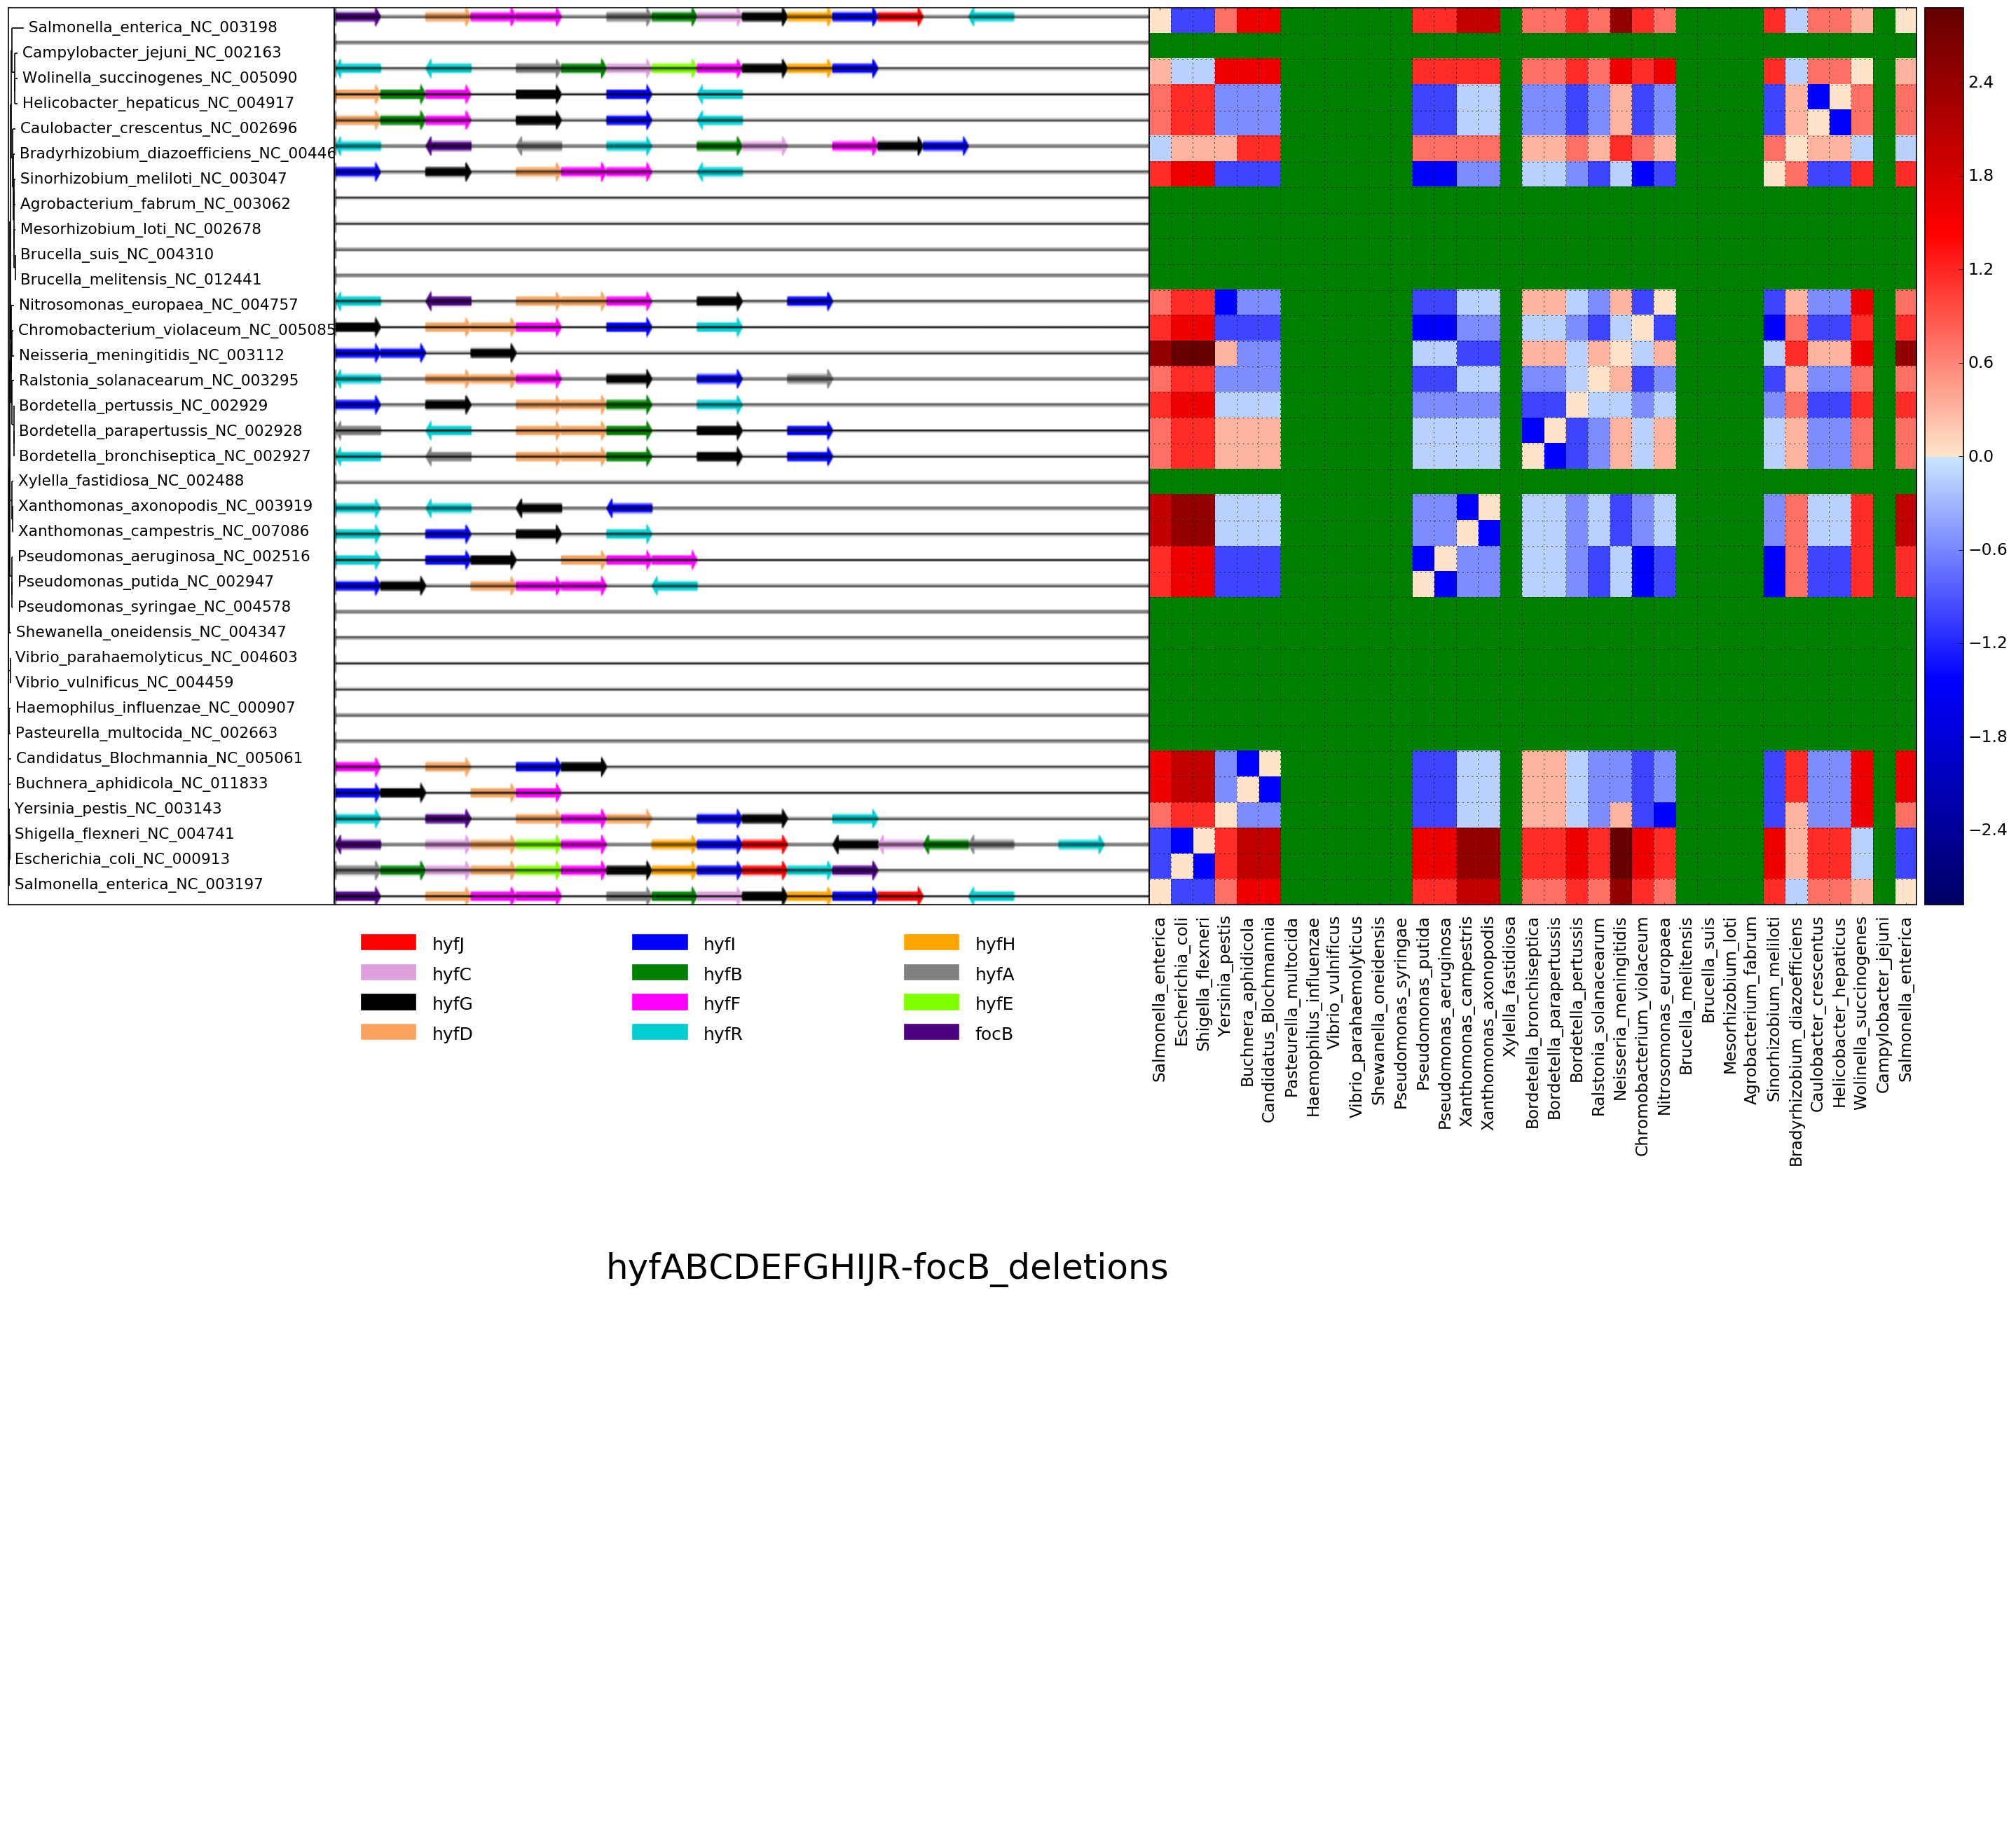 Salmonella_enterica_NC_003198
Campylobacter_jejuni_NC_002163
Wolinella_succinogenes_NC_005090
Helicobacter_hepaticus_NC_004917
Caulobacter_crescentus_NC_002696
Bradyrhizobium_diazoefficiens_NC_00446
Sinorhizobium_meliloti_NC_003047
Agrobacterium_fabrum_NC_003062
Mesorhizobium_loti_NC_002678
Brucella_suis_NC_004310
Brucella_melitensis_NC_012441
Nitrosomonas_europaea_NC_004757
Chromobacterium_violaceum_NC_005085
Neisseria_meningitidis_NC_003112
Ralstonia_solanacearum_NC_003295
Bordetella_pertussis_NC_002929
Bordetella_parapertussis_NC_002928
Bordetella_bronchiseptica_NC_002927
Xylella_fastidiosa_NC_002488
Xanthomonas_axonopodis_NC_003919
Xanthomonas_campestris_NC_007086
Pseudomonas_aeruginosa_NC_002516
Pseudomonas_putida_NC_002947
Pseudomonas_syringae_NC_004578
Shewanella_oneidensis_NC_004347
Vibrio_parahaemolyticus_NC_004603
Vibrio_vulnificus_NC_004459
Haemophilus_influenzae_NC_000907
Pasteurella_multocida_NC_002663
Candidatus_Blochmannia_NC_005061
Buchnera_aphidicola_NC_011833
Yersinia_pestis_NC_003143
Shigella_flexneri_NC_004741
Escherichia_coli_NC_000913
Salmonella_enterica_NC_003197
2.4
1.8
1.2
0.6
0.0
−0.6
−1.2
−1.8
−2.4
Salmonella_enterica
Escherichia_coli
Shigella_flexneri
Yersinia_pestis
Buchnera_aphidicola
Candidatus_Blochmannia
Pasteurella_multocida
Haemophilus_influenzae
Vibrio_vulnificus
Vibrio_parahaemolyticus
Shewanella_oneidensis
Pseudomonas_syringae
Pseudomonas_putida
Pseudomonas_aeruginosa
Xanthomonas_campestris
Xanthomonas_axonopodis
Xylella_fastidiosa
Bordetella_bronchiseptica
Bordetella_parapertussis
Bordetella_pertussis
Ralstonia_solanacearum
Neisseria_meningitidis
Chromobacterium_violaceum
Nitrosomonas_europaea
Brucella_melitensis
Brucella_suis
Mesorhizobium_loti
Agrobacterium_fabrum
Sinorhizobium_meliloti
Bradyrhizobium_diazoefficiens
Caulobacter_crescentus
Helicobacter_hepaticus
Wolinella_succinogenes
Campylobacter_jejuni
Salmonella_enterica
hyfJ hyfI hyfH
hyfC hyfB hyfA
hyfG hyfF hyfE
hyfD hyfR focB
hyfABCDEFGHIJR-focB_deletions